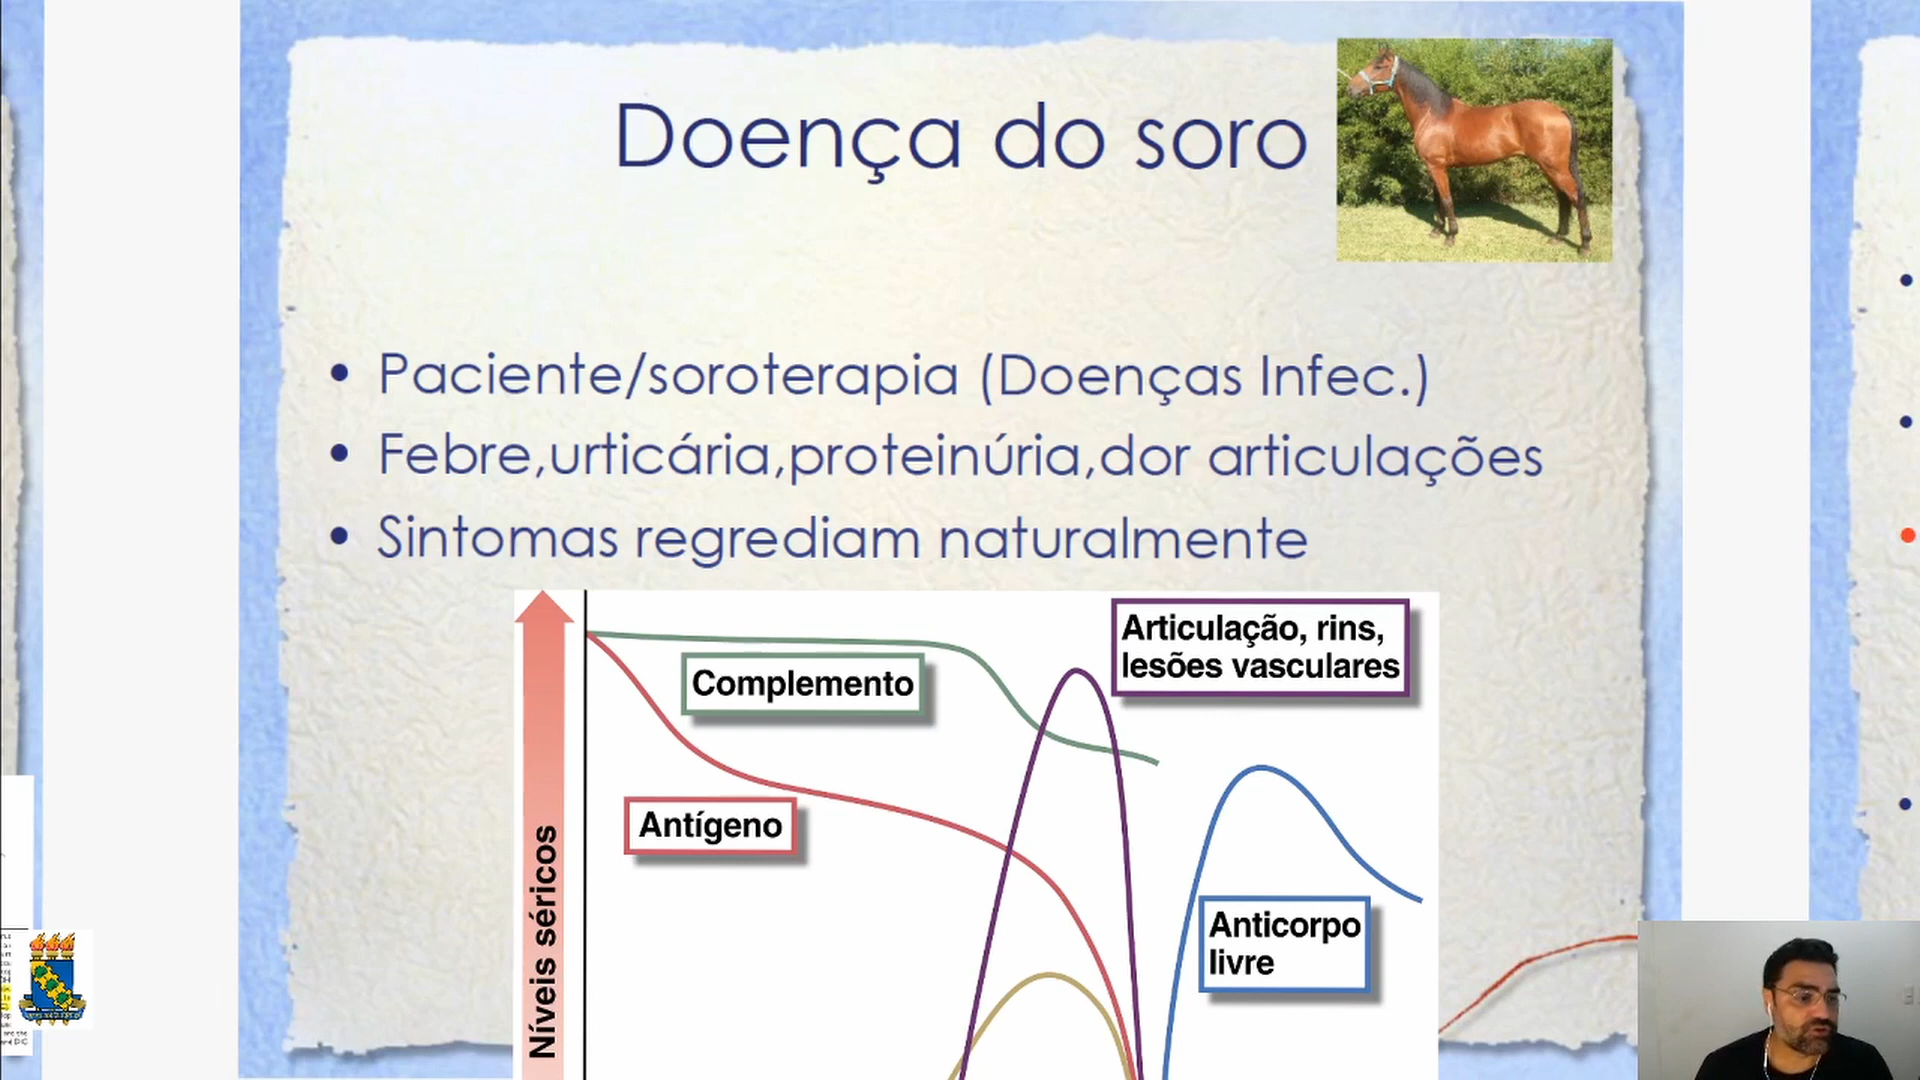 Doença do soro
• Paciente/soroterapia (Doenças Infec.)
• Febre,urticária,proteinúria,dor articulações
• Sintomas regrediam naturalmente
Articulação, rins,
lesões vasculares
Complemento
Antígeno
Anticorpo
livre
Níveis séricos